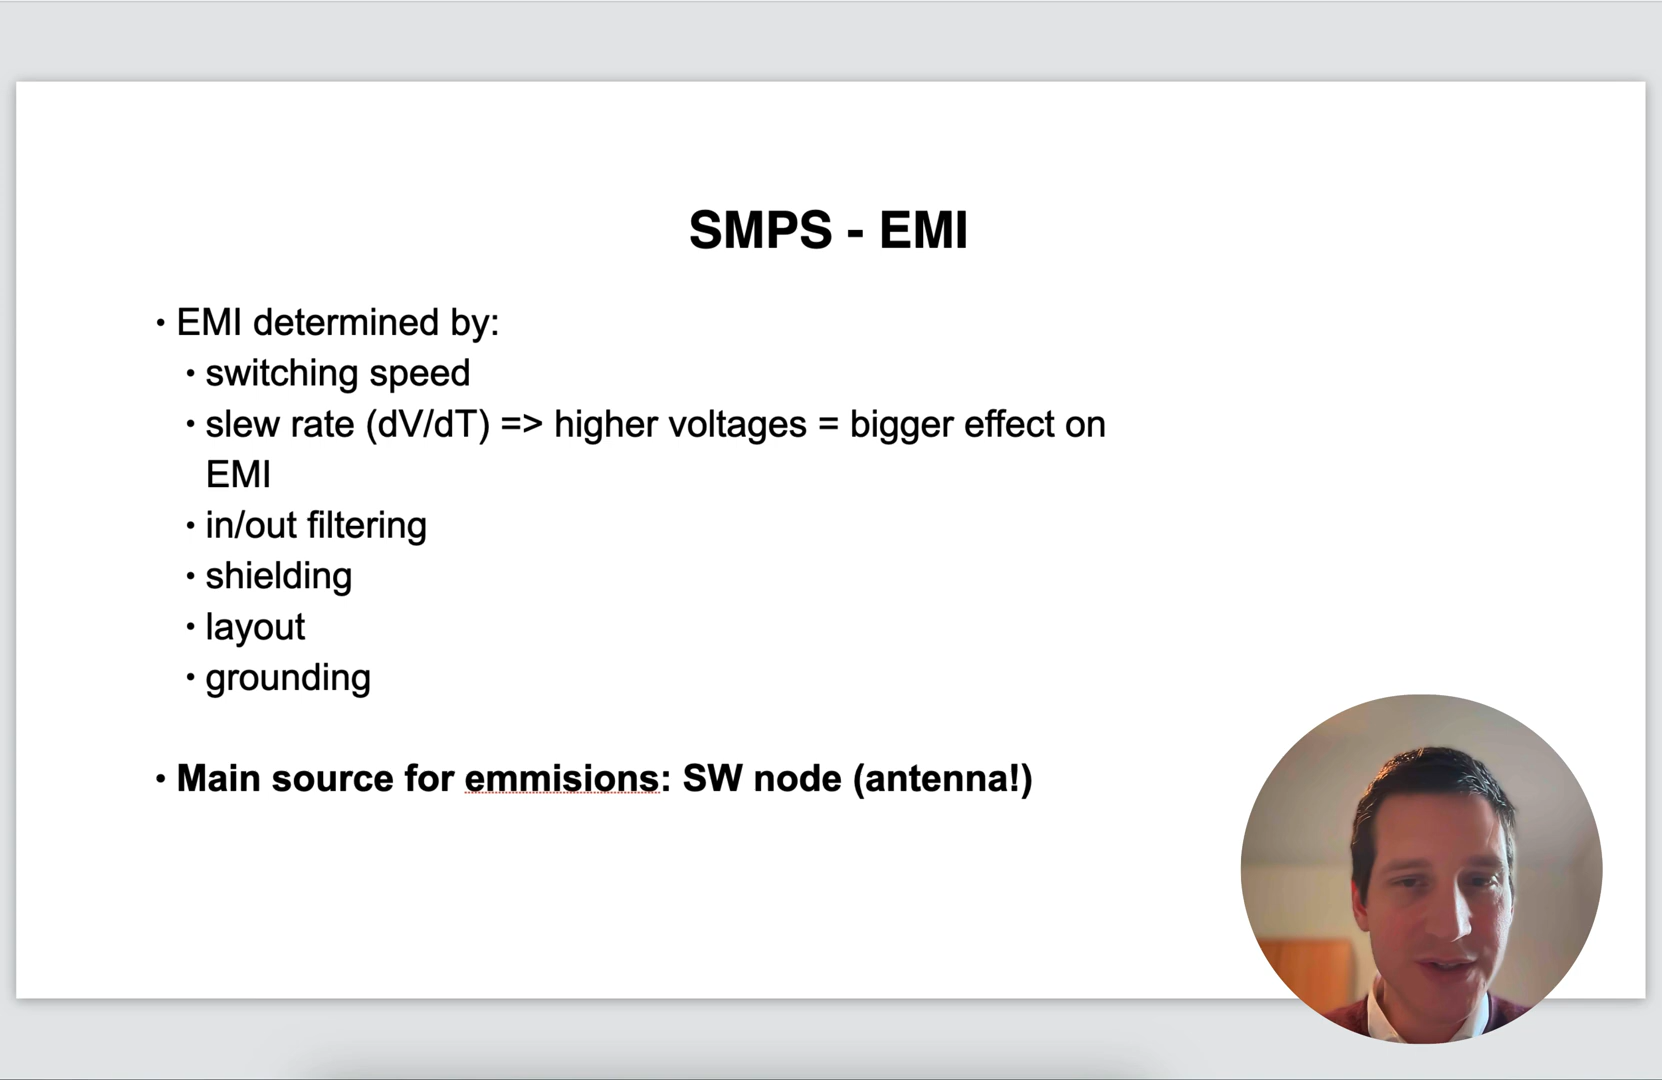 SMPS - EMI
• EMI determined by:
• switching speed
• slew rate (dV/dT) => higher voltages = bigger effect on
EMI
• in/out filtering
• shielding
• layout
• grounding
• Main source for emmisions: SW node (antenna!)